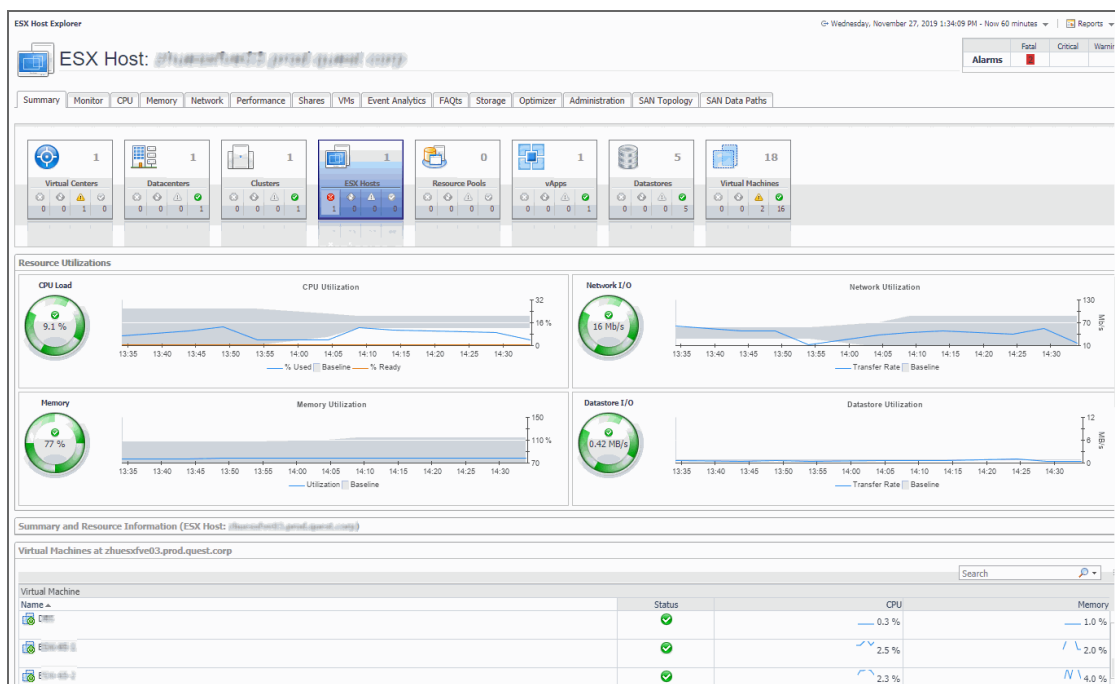 ESX Host Explorer
Wednesday, November 27, 2019 1:34:09 PM - Now 60 minutes
Reports
ESX Host:
Fatal Critical
Alarms
Summary Monitor CPU Memory Network Performance Shares VMs Event Analytics FAQts Storage Optimizer Administration SAN Topology SAN Data Paths
1 1 1 1 0 1 5 18
Virtual Centers Datacenters Clusters ESX Hosts Resource Pools vApps Datastores Virtual Machines
0 0 1 0 0 0 0 1 0 0 0 1 1 0 0 0 0 0 0 0 0 0 0 1 0 0 0 5 0 0 2 16
Resource Utilizations
CPU Load
CPU Utilization
9.1 %
32
16 %
0
13:35 13:40 13:45 13:50 13:55 14:00 14:05 14:10 14:15 14:20 14:25 14:30
% Used Baseline % Ready
Network I/O
Network Utilization
16 Mb/s
130
70
10
Mb/s
13:35 13:40 13:45 13:50 13:55 14:00 14:05 14:10 14:15 14:20 14:25 14:30
Transfer Rate Baseline
Memory
Memory Utilization
77 %
150
110 %
70
13:35 13:40 13:45 13:50 13:55 14:00 14:05 14:10 14:15 14:20 14:25 14:30
Utilization Baseline
Datastore I/O
Datastore Utilization
0.42 MB/s
12
6
0
MB/s
13:35 13:40 13:45 13:50 13:55 14:00 14:05 14:10 14:15 14:20 14:25 14:30
Transfer Rate Baseline
Summary and Resource Information (ESX Host:
Virtual Machines at zhuesxfve03.prod.quest.corp
Search
Virtual Machine
Name Status CPU Memory
0.3 % 1.0 %
2.5 % 2.0 %
2.3 % 4.0 %